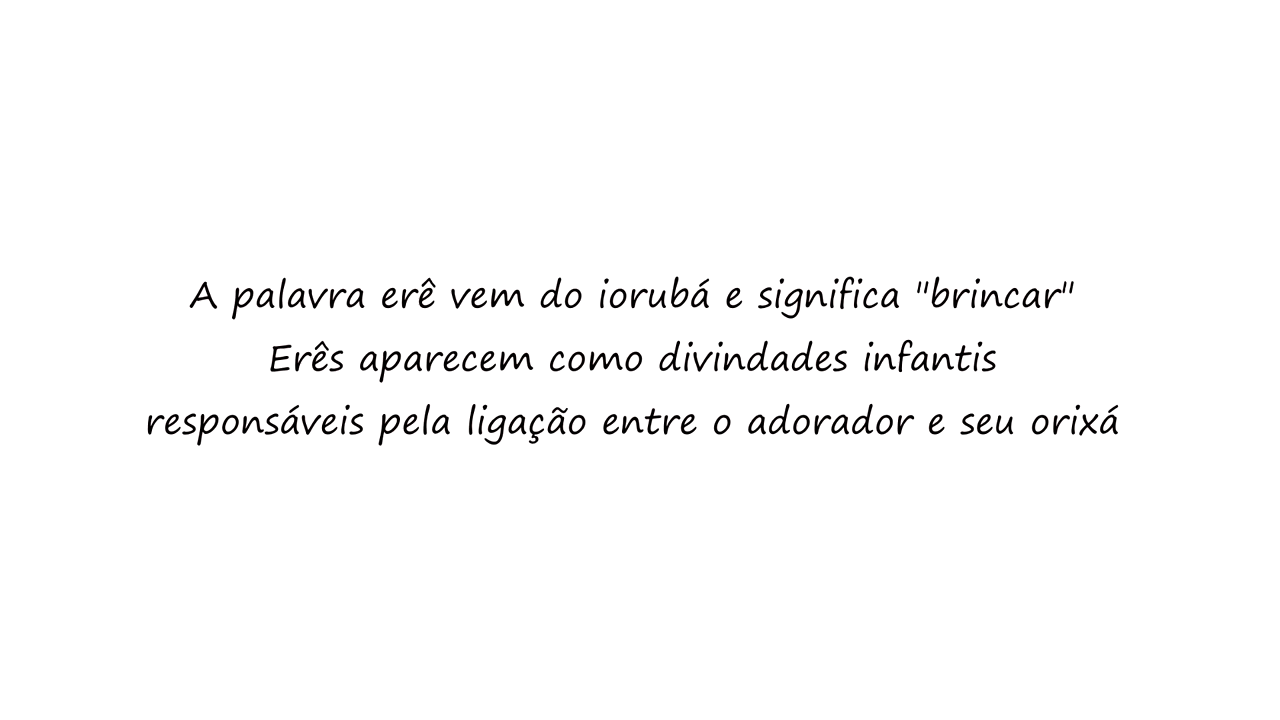 A palavra erê vem do iorubá e significa "brincar"
Erês aparecem como divindades infantis
responsáveis pela ligação entre o adorador e seu orixá